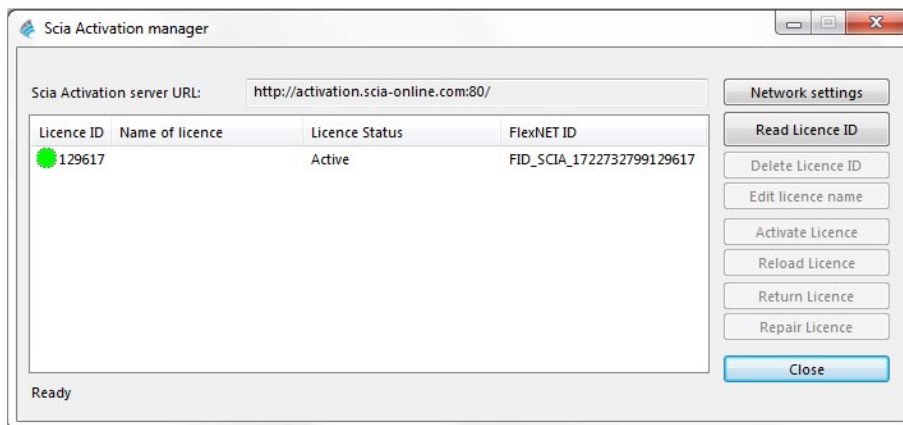 Scia Activation manager
Scia Activation server URL: http://activation.scia-online.com:80/ Network settings
Licence ID Name of licence Licence Status FlexNET ID Read Licence ID
129617 Active FID_SCIA_1722732799129617
Delete Licence ID
Edit licence name
Activate Licence
Reload Licence
Return Licence
Repair Licence
Close
Ready